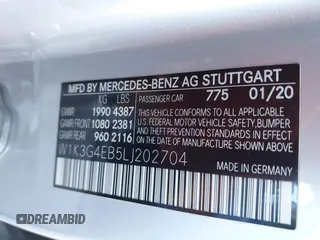 MFD BY MERCEDES-BENZ AG STUTTGART
KG LBS PASSENGER CAR 775 01/20
GVWR 1990 4387
GAWR FRONT 1080 2381
GAWR REAR 960 2116
THIS VEHICLE CONFORMS TO ALL APPLICABLE
U.S. FEDERAL MOTOR VEHICLE SAFETY, BUMPER
AND THEFT PREVENTION STANDARDS IN EFFECT
ON THE DATE OF MANUFACTURE SHOWN ABOVE.
W1K3G4EB5LJ202704
MADE IN GERMANY
© DRIVEANDBID.COM